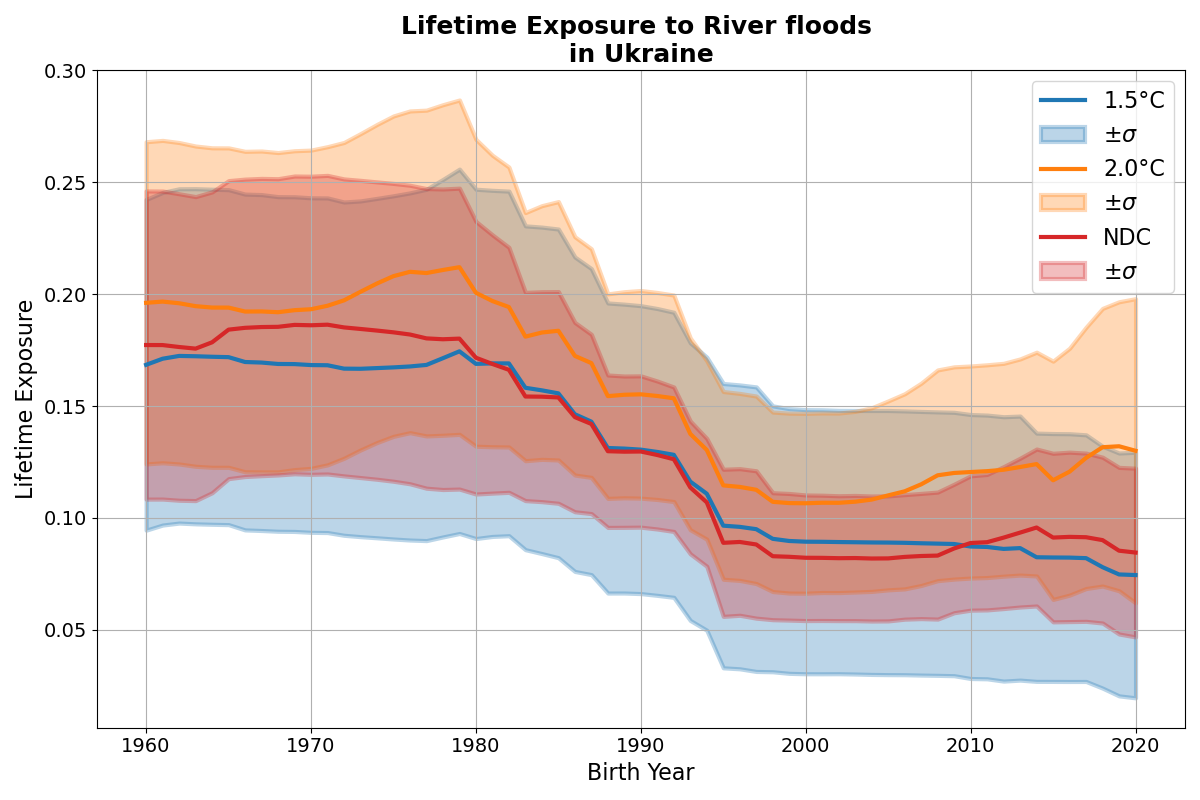 Lifetime Exposure to River floods
in Ukraine
0.30
0.25
0.20
0.15
0.10
0.05
Lifetime Exposure
1960
1970
1980
1990
2000
2010
2020
Birth Year
1.5°C
±σ
2.0°C
±σ
NDC
±σ